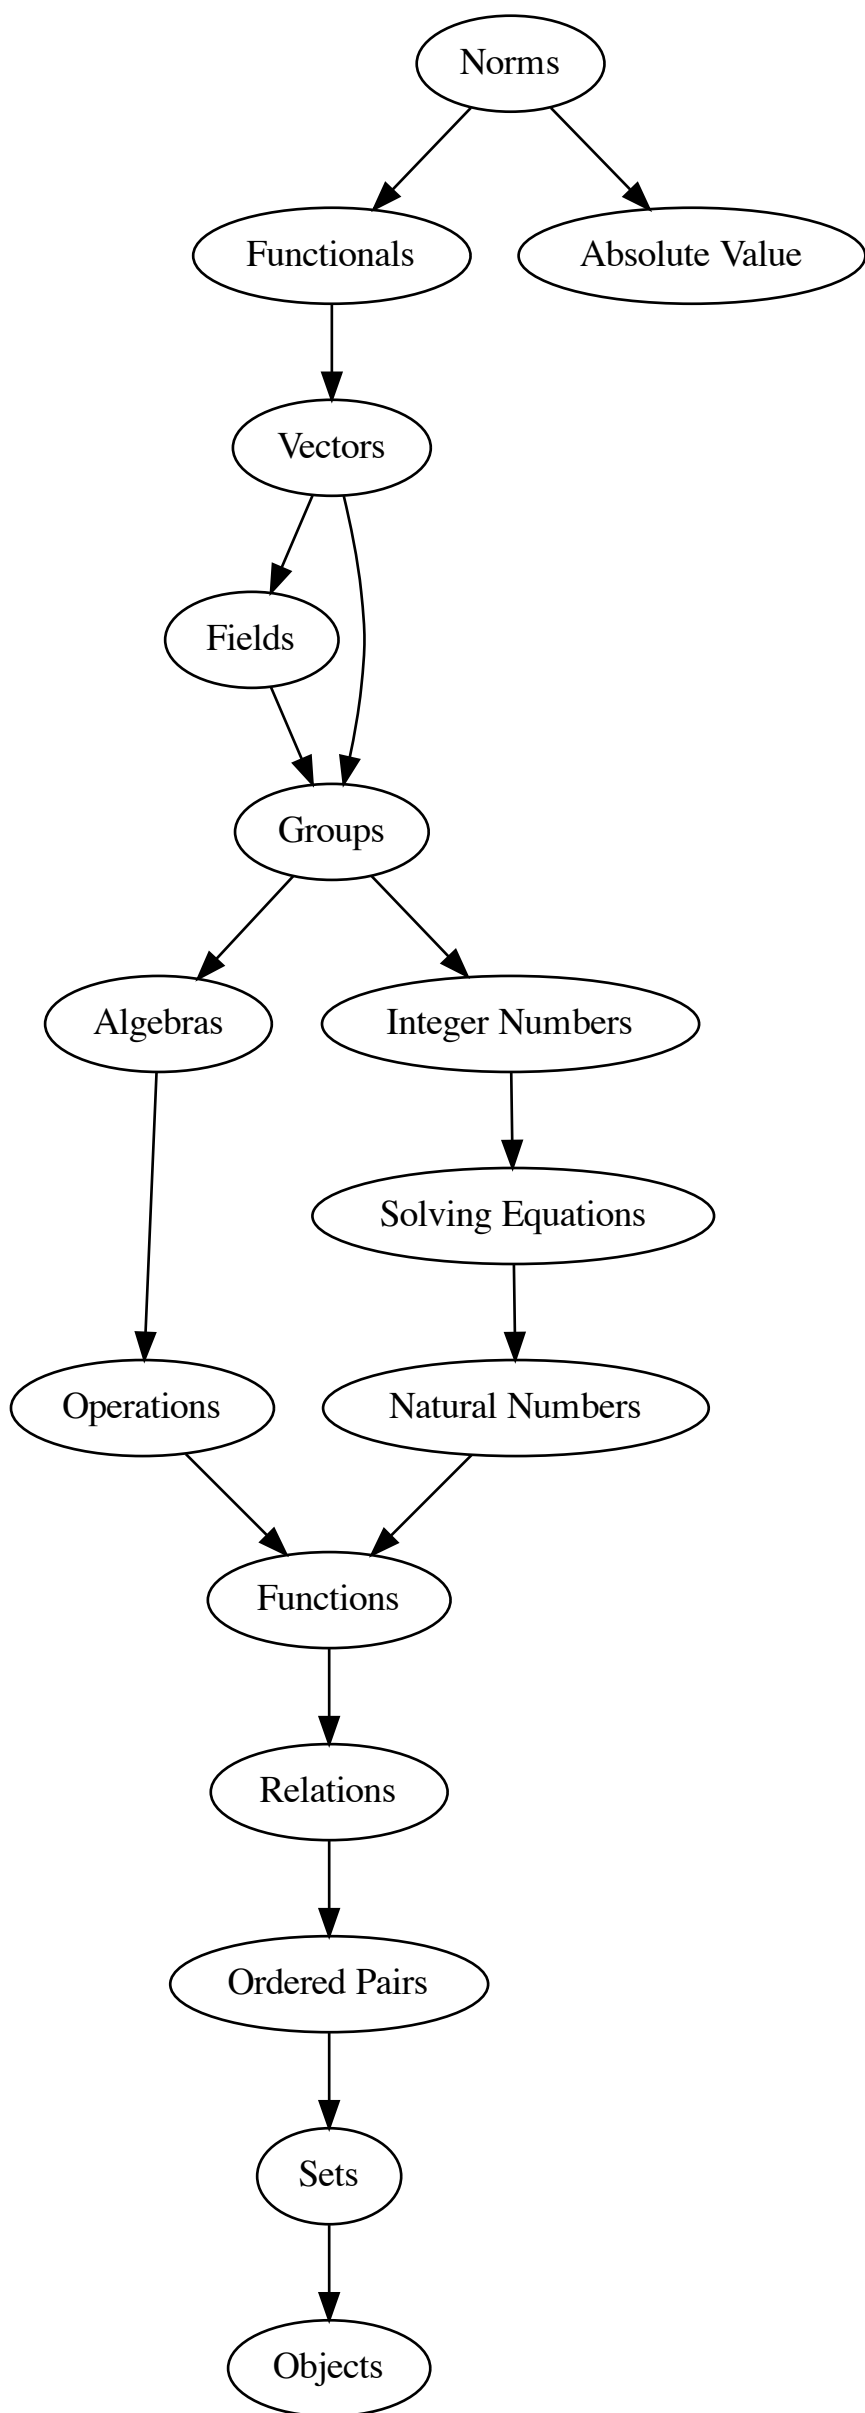 Norms
Functionals
Absolute Value
Vectors
Fields
Groups
Algebras
Integer Numbers
Solving Equations
Operations
Natural Numbers
Functions
Relations
Ordered Pairs
Sets
Objects